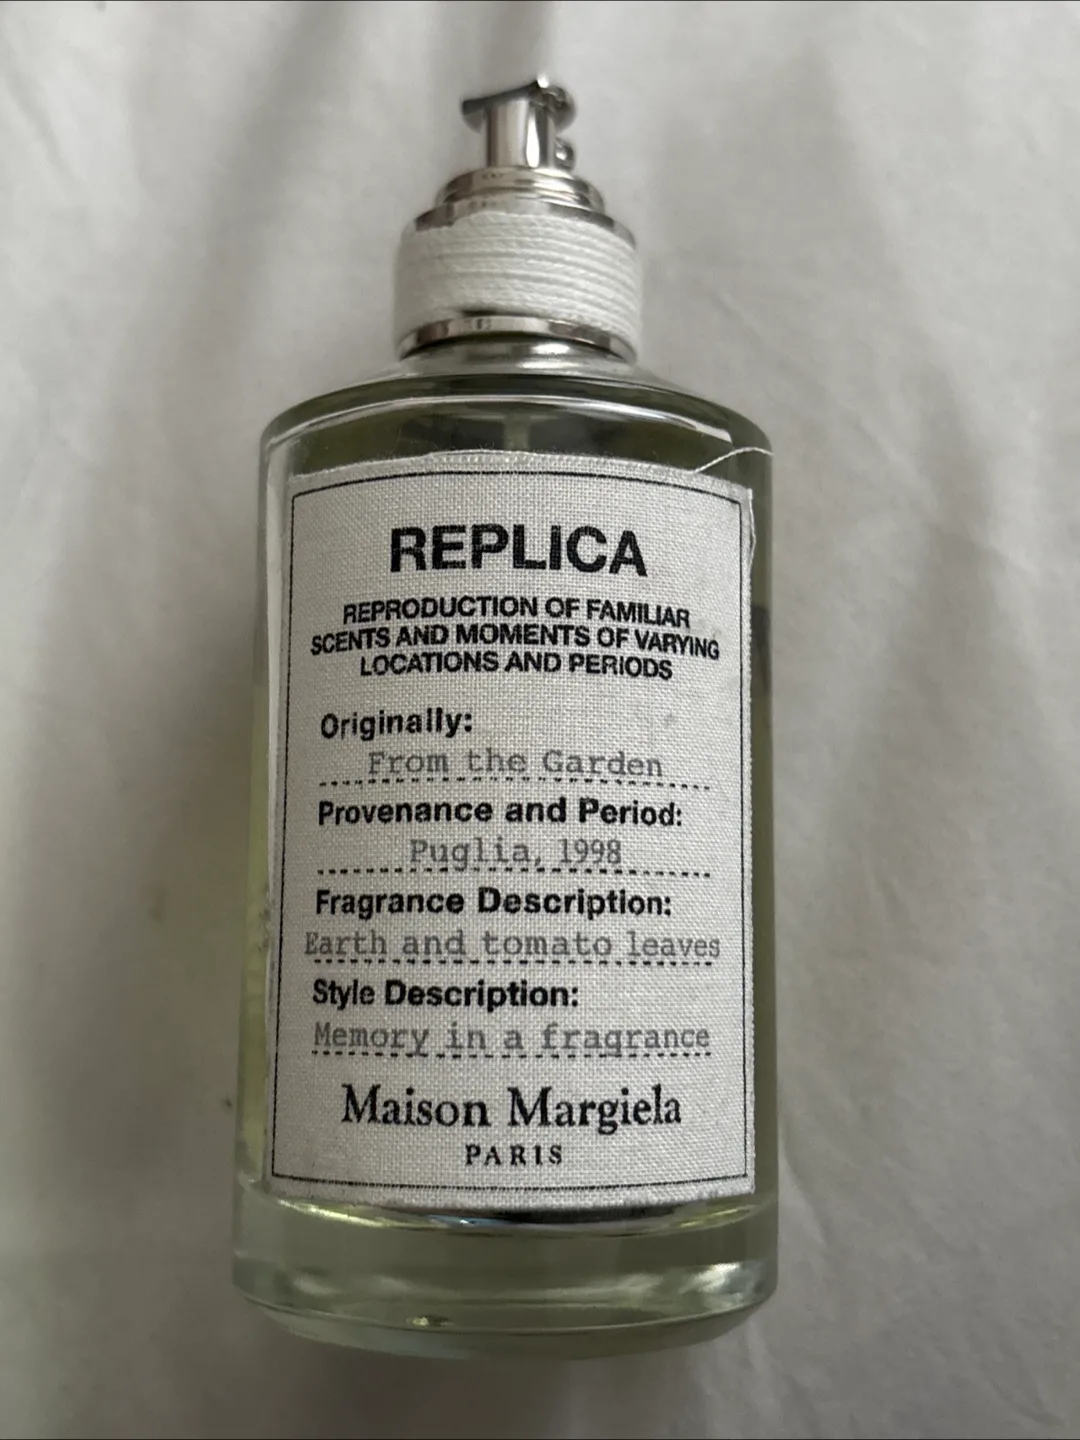 REPLICA
REPRODUCTION OF FAMILIAR
SCENTS AND MOMENTS OF VARYING
LOCATIONS AND PERIODS
Originally:
From the Garden
Provenance and Period:
Puglia, 1998
Fragrance Description:
Earth and tomato leaves
Style Description:
Memory in a fragrance
Maison Margiela
PARIS